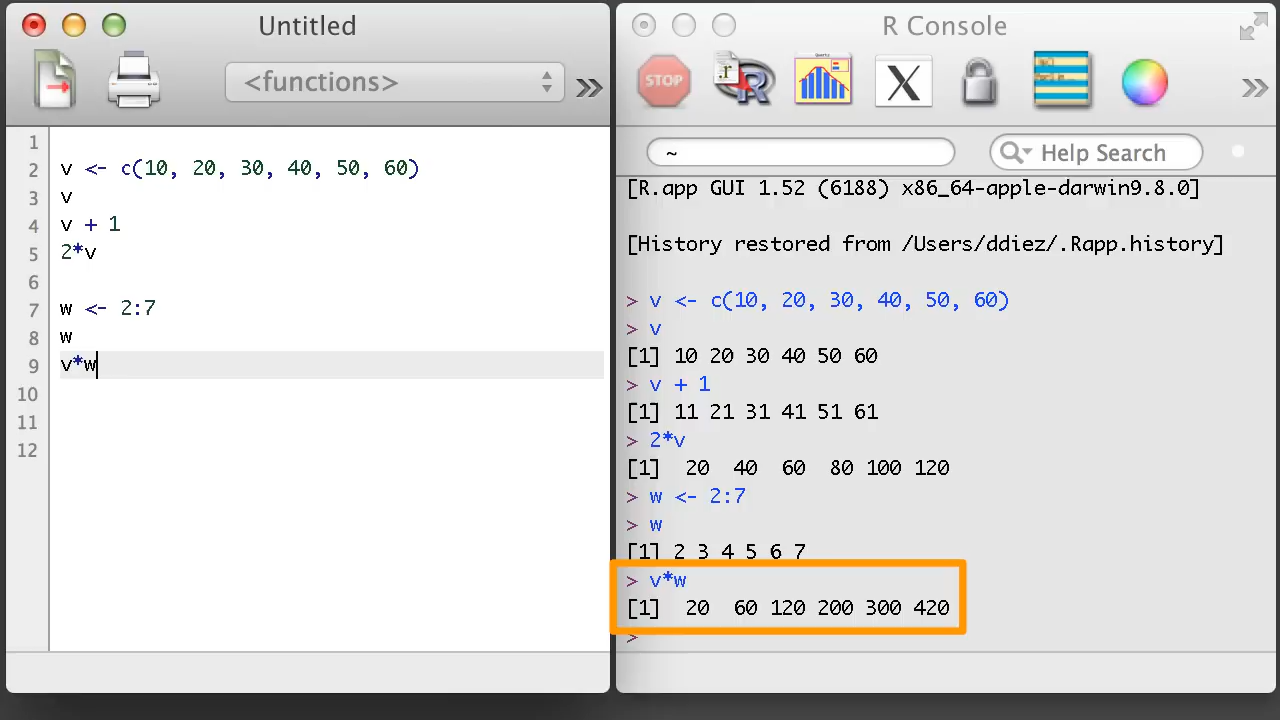 Untitled
<functions>
1
2 v <- c(10, 20, 30, 40, 50, 60)
3 v
4 v + 1
5 2*v
6
7 w <- 2:7
8 w
9 v*w
10
11
12
R Console
STOP
R
X
~
Help Search
[R.app GUI 1.52 (6188) x86_64-apple-darwin9.8.0]
[History restored from /Users/ddiez/.Rapp.history]
> v <- c(10, 20, 30, 40, 50, 60)
> v
[1] 10 20 30 40 50 60
> v + 1
[1] 11 21 31 41 51 61
> 2*v
[1]  20  40  60  80 100 120
> w <- 2:7
> w
[1] 2 3 4 5 6 7
> v*w
[1]  20  60 120 200 300 420
>